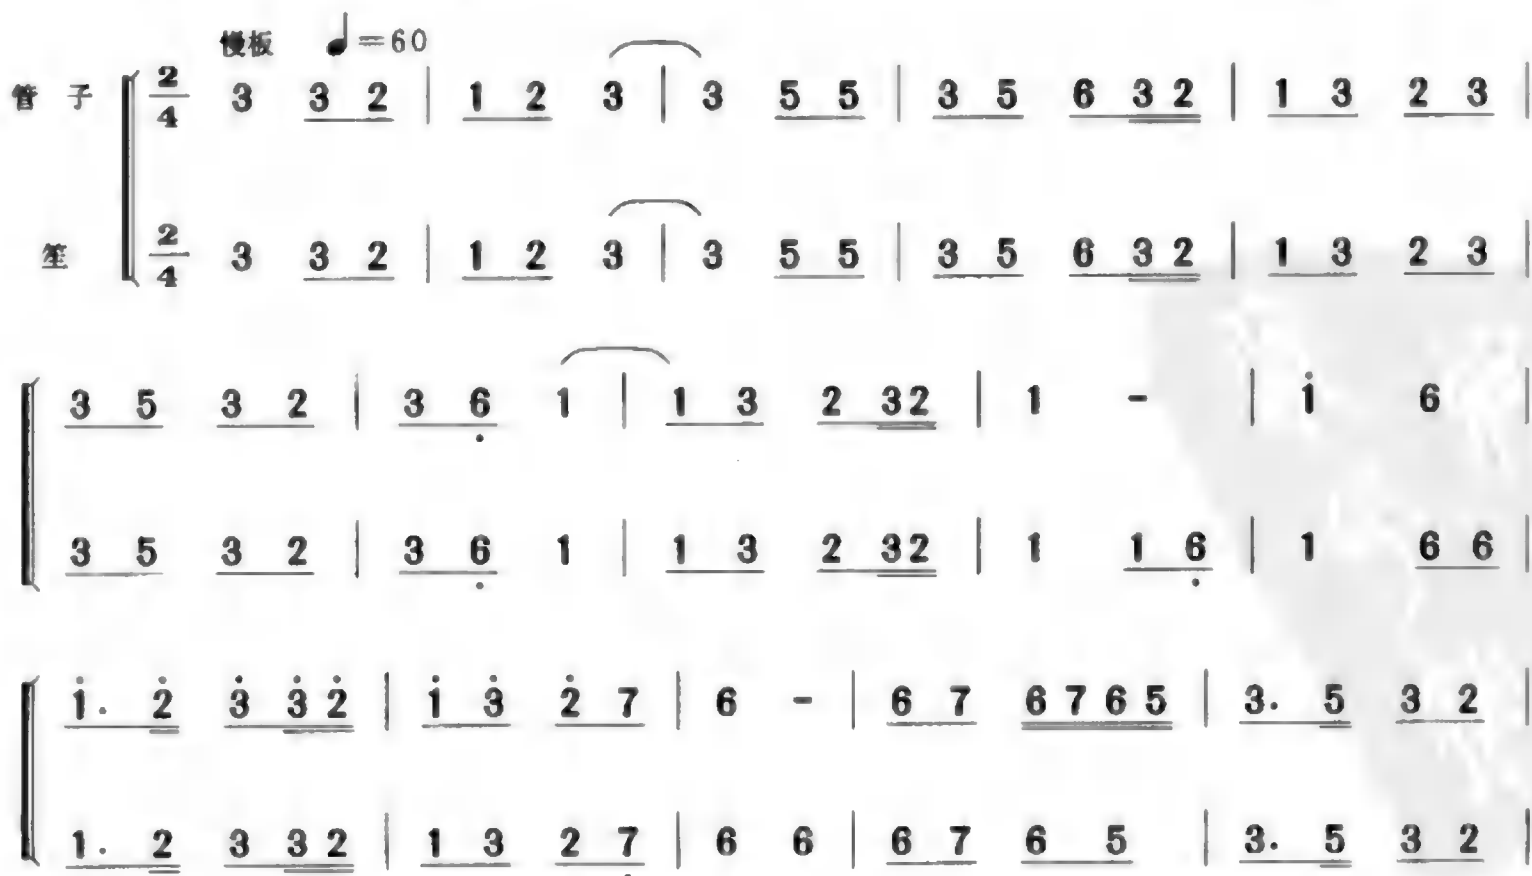 慢板 ♩=60
管子 2/4 3 3 2 | 1 2 3 | 3 5 5 | 3 5 6 3 2 | 1 3 2 3 |
笙 2/4 3 3 2 | 1 2 3 | 3 5 5 | 3 5 6 3 2 | 1 3 2 3 |
3 5 3 2 | 3 6̣ 1 | 1 3 2 3 2 | 1 - | 1̇ 6 |
3 5 3 2 | 3 6̣ 1 | 1 3 2 3 2 | 1 1 6̣ | 1 6 6 |
1̇. 2̇ 3̇ 3̇ 2̇ | 1̇ 3̇ 2̇ 7 | 6 - | 6 7 6 7 6 5 | 3. 5 3 2 |
1. 2 3 3 2 | 1 3 2 7̣ | 6 6 | 6 7 6 5 | 3. 5 3 2 |